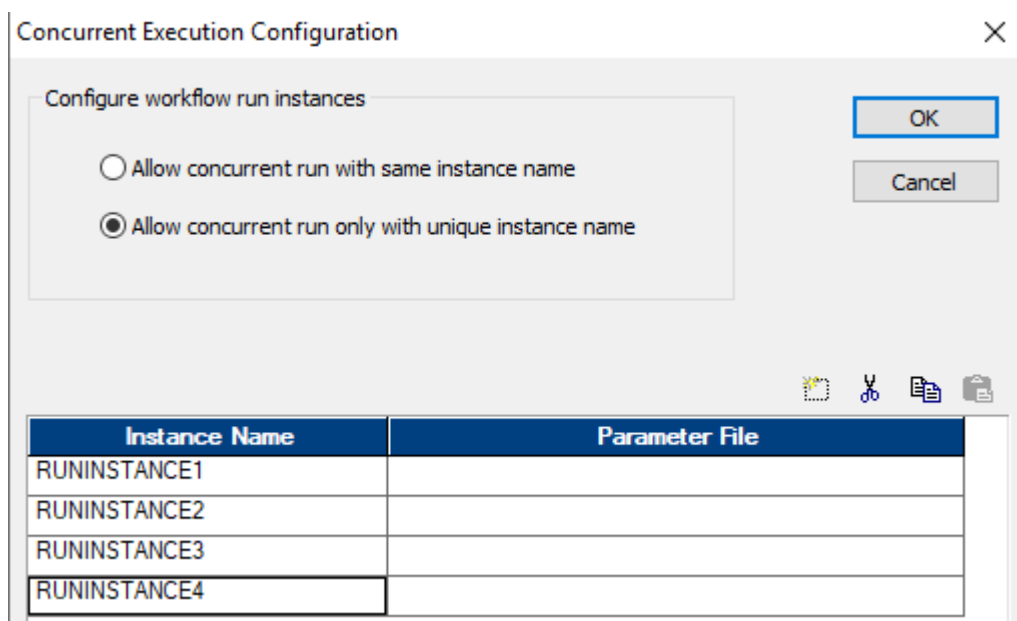 Concurrent Execution Configuration
Configure workflow run instances
OK
Allow concurrent run with same instance name
Cancel
Allow concurrent run only with unique instance name
Instance Name Parameter File
RUNINSTANCE1
RUNINSTANCE2
RUNINSTANCE3
RUNINSTANCE4